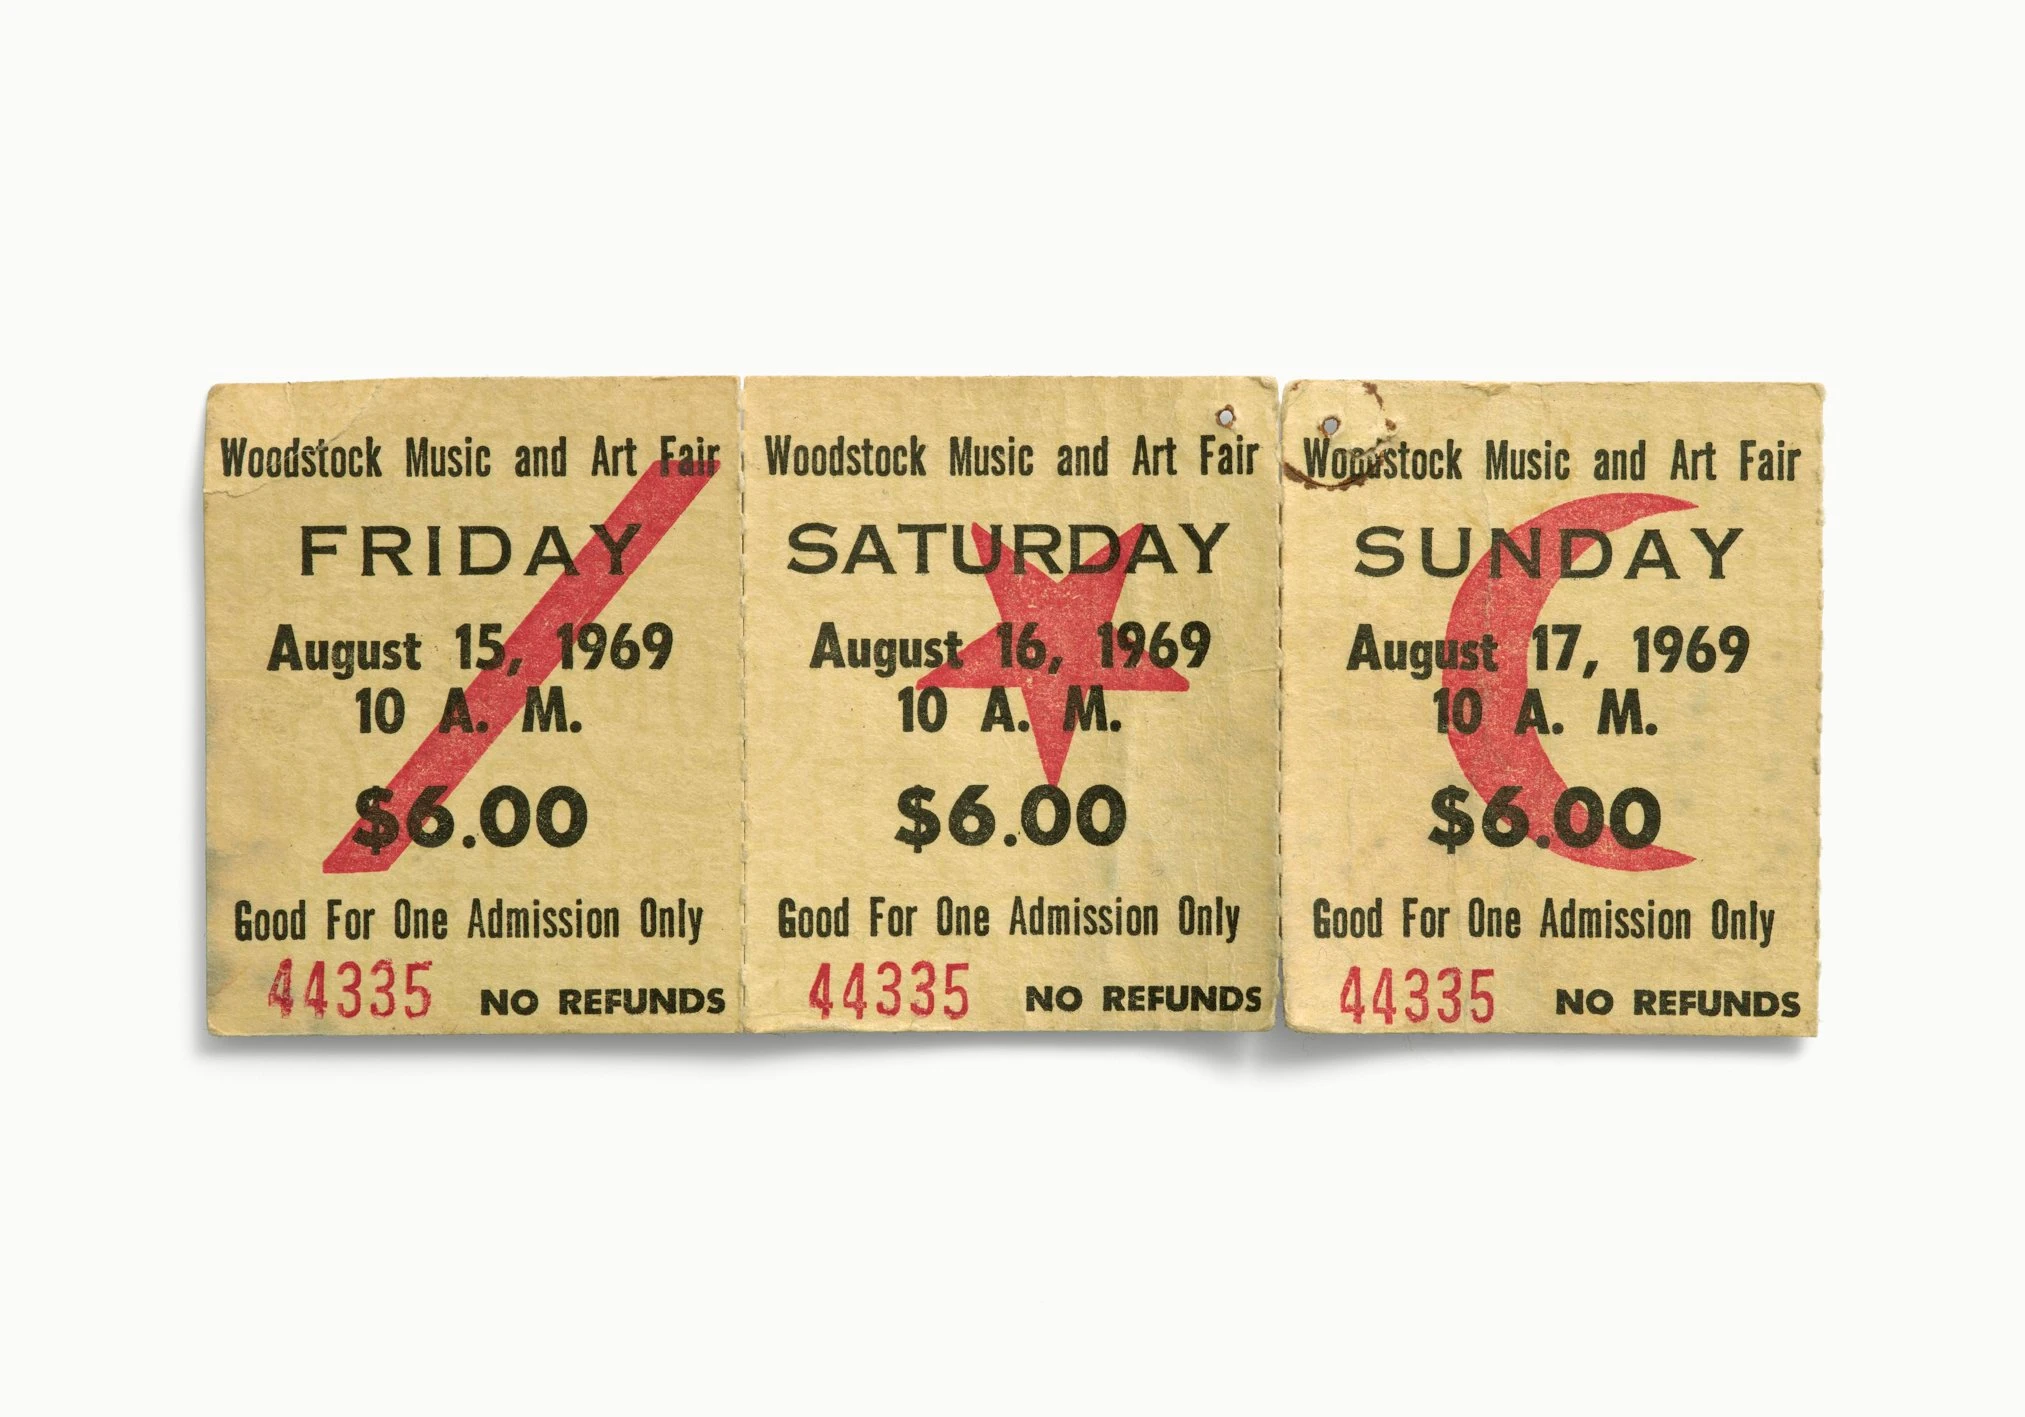 Woodstock Music and Art Fair
FRIDAY
August 15, 1969
10 A. M.
$6.00
Good For One Admission Only
44335 NO REFUNDS
Woodstock Music and Art Fair
SATURDAY
August 16, 1969
10 A. M.
$6.00
Good For One Admission Only
44335 NO REFUNDS
Woodstock Music and Art Fair
SUNDAY
August 17, 1969
10 A. M.
$6.00
Good For One Admission Only
44335 NO REFUNDS